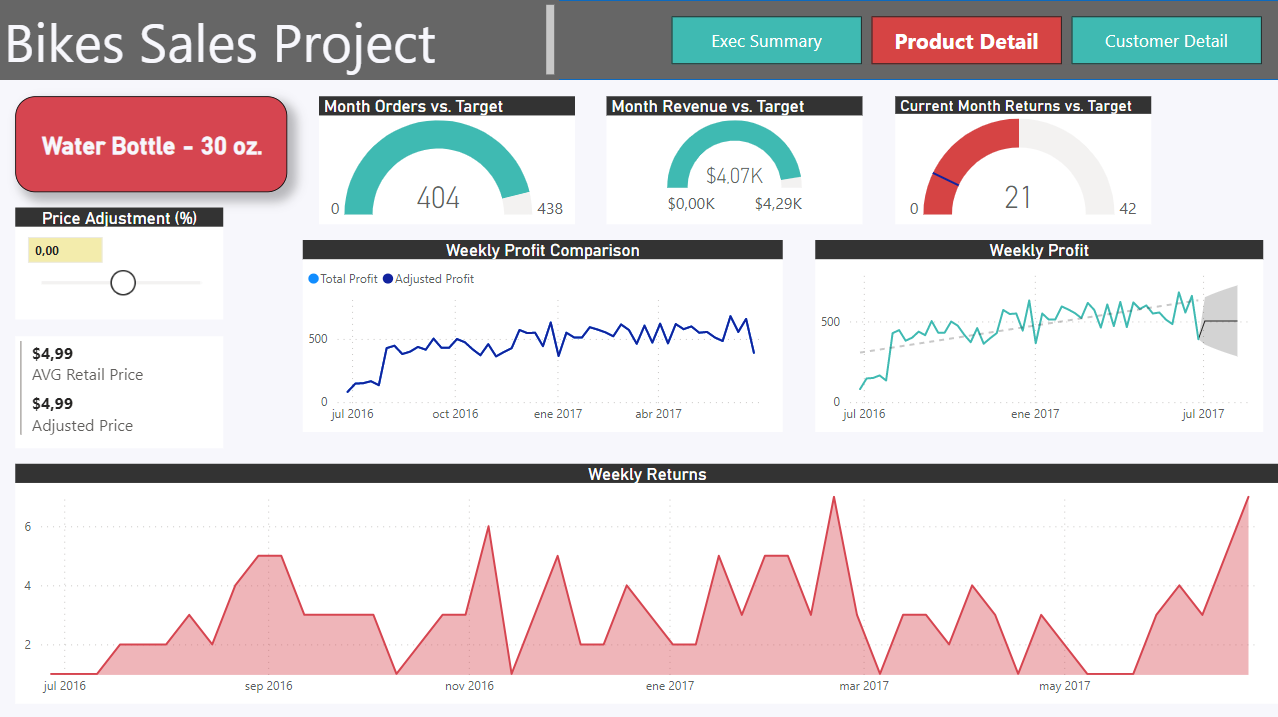 Bikes Sales Project
Exec Summary
Product Detail
Customer Detail
Water Bottle - 30 oz.
Month Orders vs. Target
404
0
438
Month Revenue vs. Target
$4,07K
$0,00K
$4,29K
Current Month Returns vs. Target
21
0
42
Price Adjustment (%)
0,00
$4,99
AVG Retail Price
$4,99
Adjusted Price
Weekly Profit Comparison
Total Profit
Adjusted Profit
500
0
jul 2016
oct 2016
ene 2017
abr 2017
Weekly Profit
500
0
jul 2016
ene 2017
jul 2017
Weekly Returns
6
4
2
jul 2016
sep 2016
nov 2016
ene 2017
mar 2017
may 2017